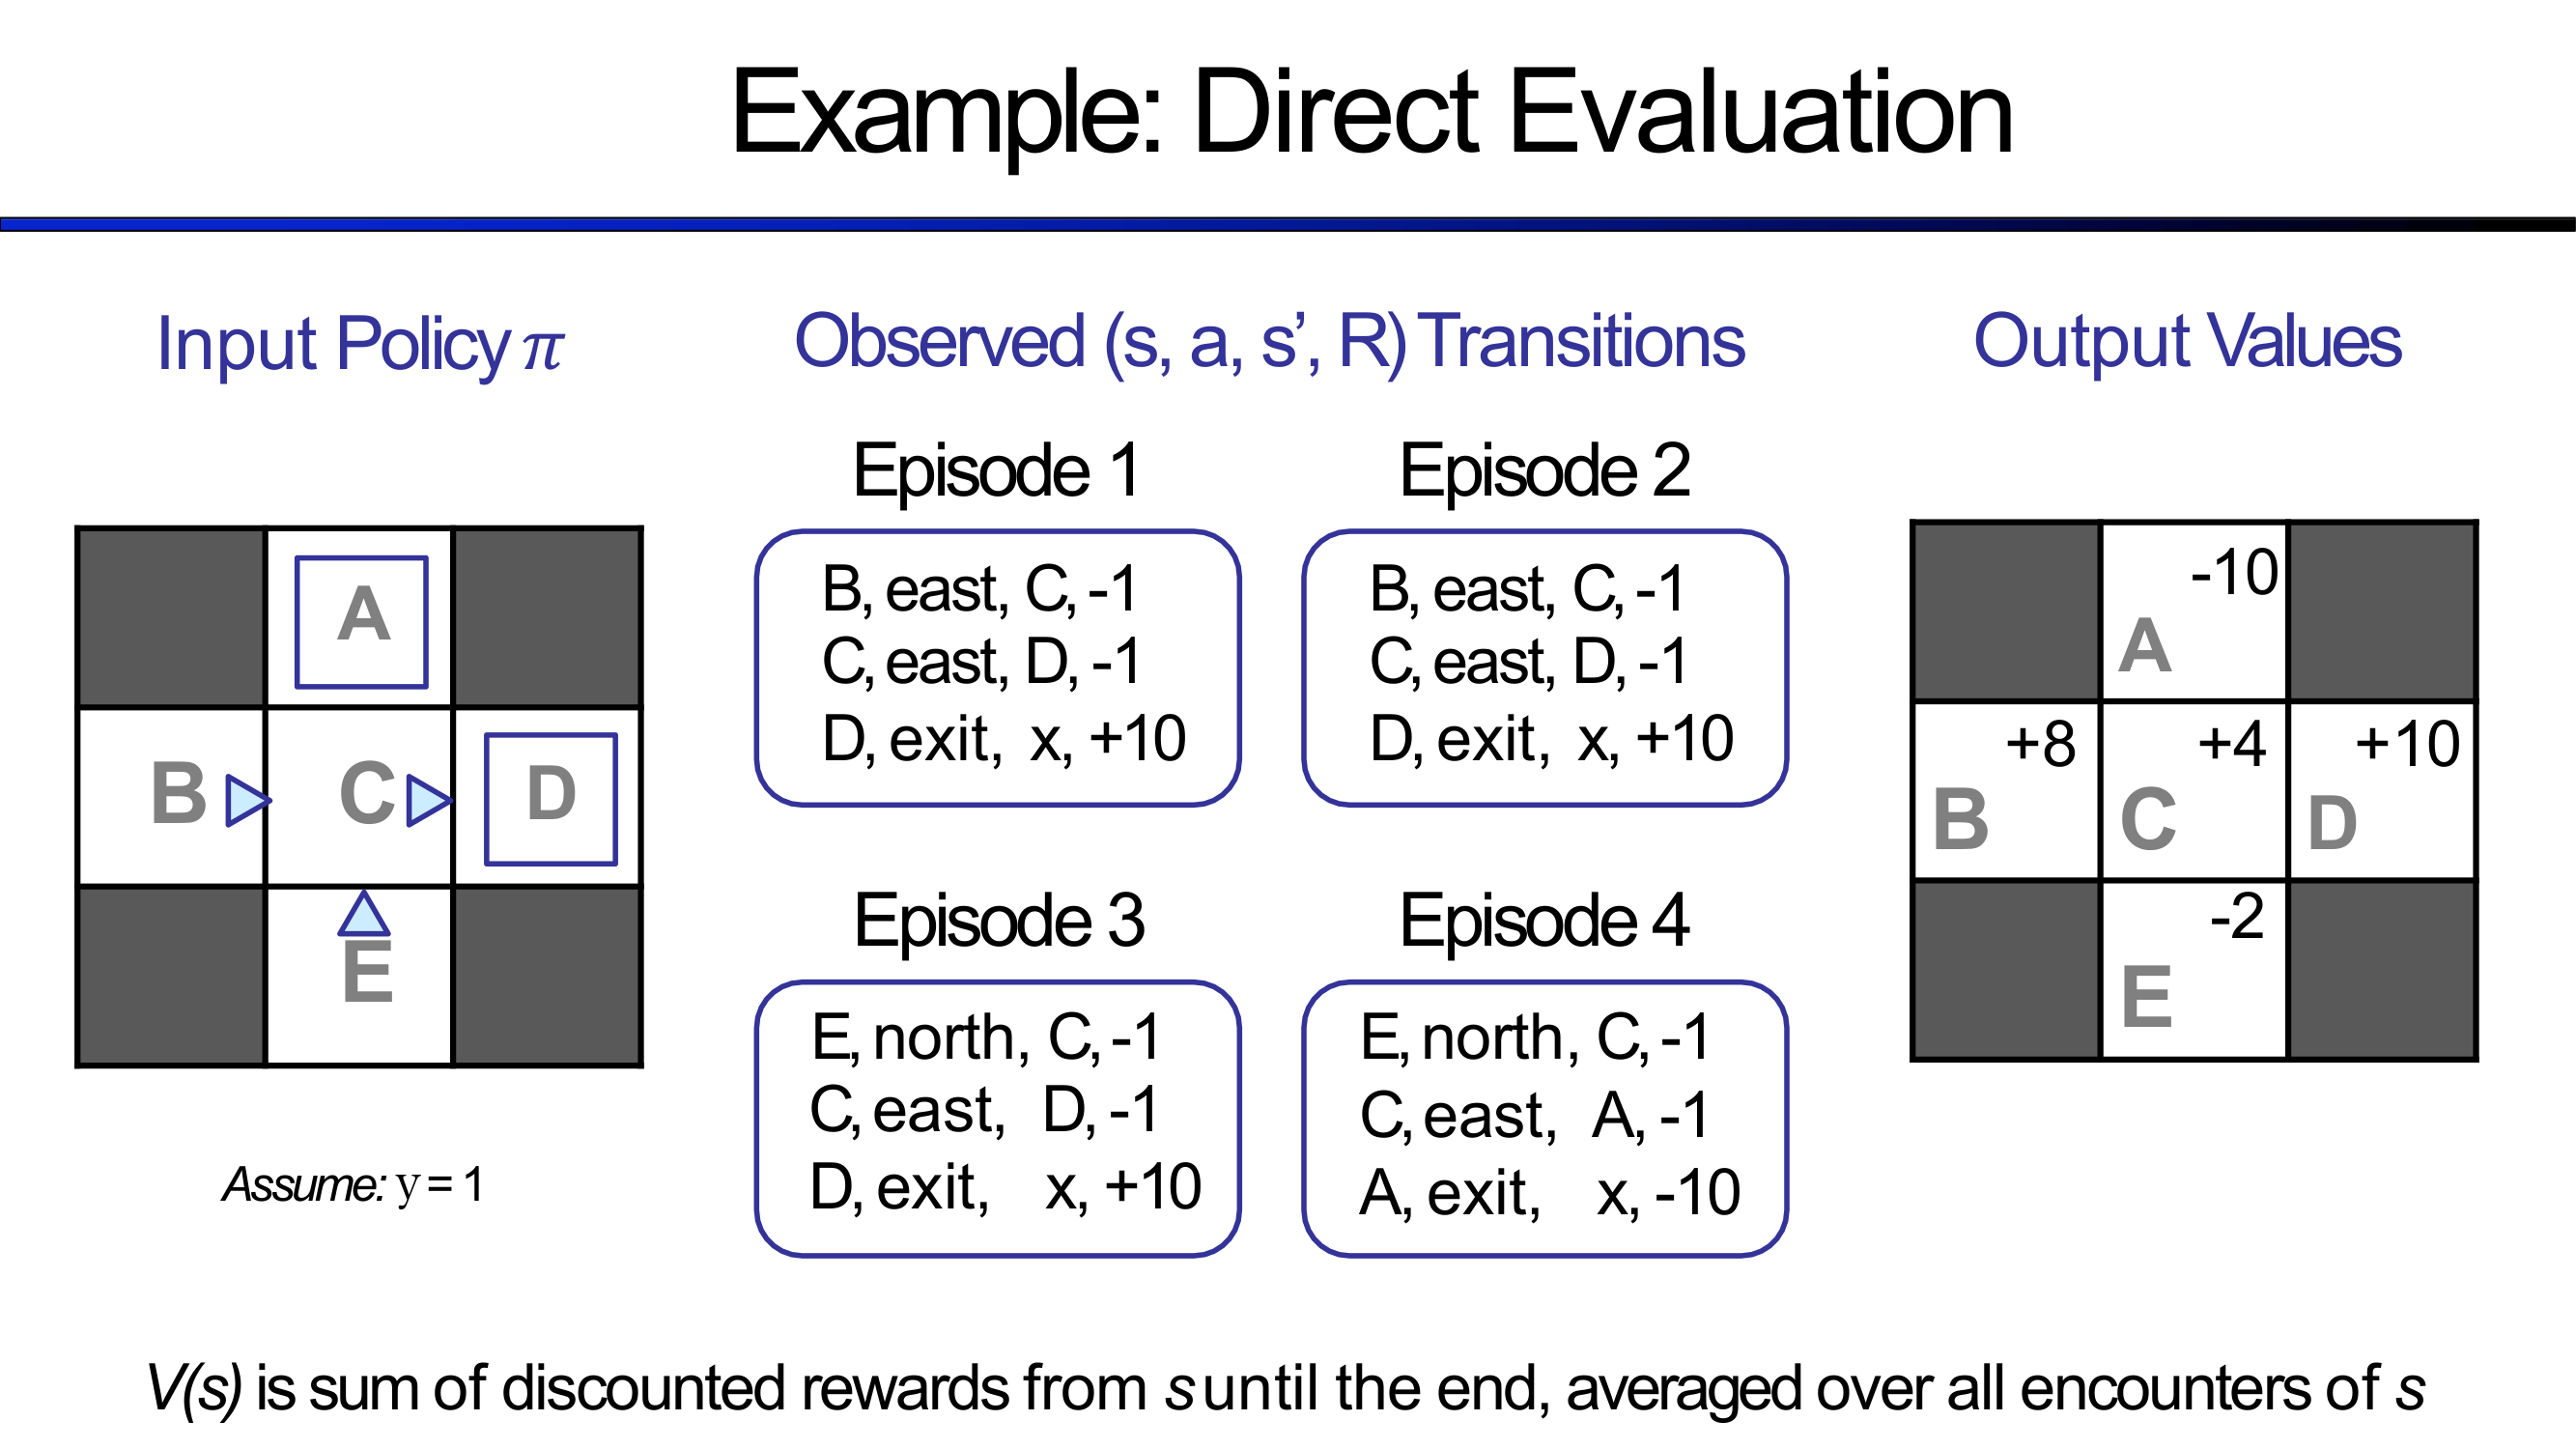 Example: Direct Evaluation
Input Policy π
A
B
C
D
E
Assume: γ = 1
Observed (s, a, s’, R) Transitions
Episode 1
B, east, C, -1
C, east, D, -1
D, exit, x, +10
Episode 2
B, east, C, -1
C, east, D, -1
D, exit, x, +10
Episode 3
E, north, C, -1
C, east, D, -1
D, exit, x, +10
Episode 4
E, north, C, -1
C, east, A, -1
A, exit, x, -10
Output Values
-10
A
+8
B
+4
C
+10
D
-2
E
V(s) is sum of discounted rewards from s until the end, averaged over all encounters of s